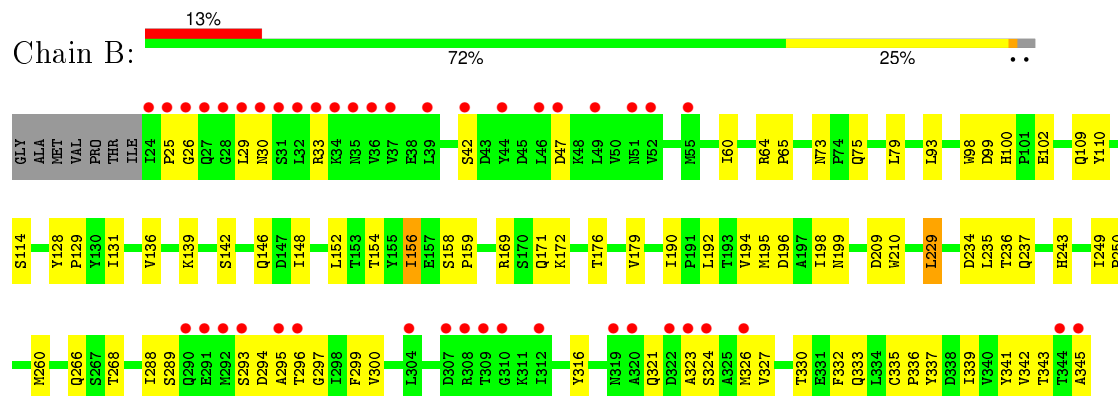 13%
Chain B:
72% 25% • •
GLY ALA MET VAL PRO THR ILE I24 P25 G26 Q27 G28 L29 N30 S31 L32 R33 K34 N35 V36 V37 E38 L39 S42 D43 Y44 D45 L46 D47 K48 L49 V50 N51 V52 M55 I60 R64 P65 N73 P74 Q75 L79 L93 W98 D99 H100 P101 E102 Q109 Y110
S114 Y128 P129 Y130 I131 V136 K139 S142 Q146 D147 I148 L152 T153 T154 Y155 I156 E157 S158 P159 R169 S170 Q171 K172 T176 V179 I190 P191 L192 T193 V194 M195 D196 A197 I198 N199 D209 W210 L229 D234 L235 T236 Q237 H243 I249 P250
M260 Q266 S267 T268 I288 S289 Q290 E291 M292 S293 D294 A295 T296 G297 I298 F299 V300 L304 D307 R308 T309 G310 K311 I312 Y316 N319 A320 Q321 D322 A323 S324 A325 M326 V327 T330 E331 F332 Q333 L334 C335 P336 Y337 D338 I339 V340 Y341 V342 T343 T344 A345